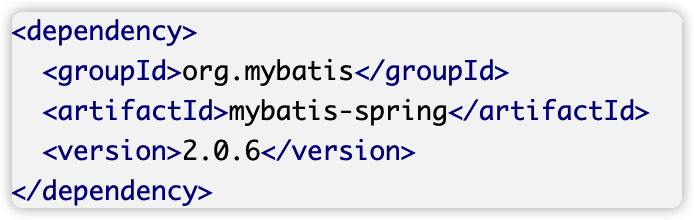 <dependency>
  <groupId>org.mybatis</groupId>
  <artifactId>mybatis-spring</artifactId>
  <version>2.0.6</version>
</dependency>